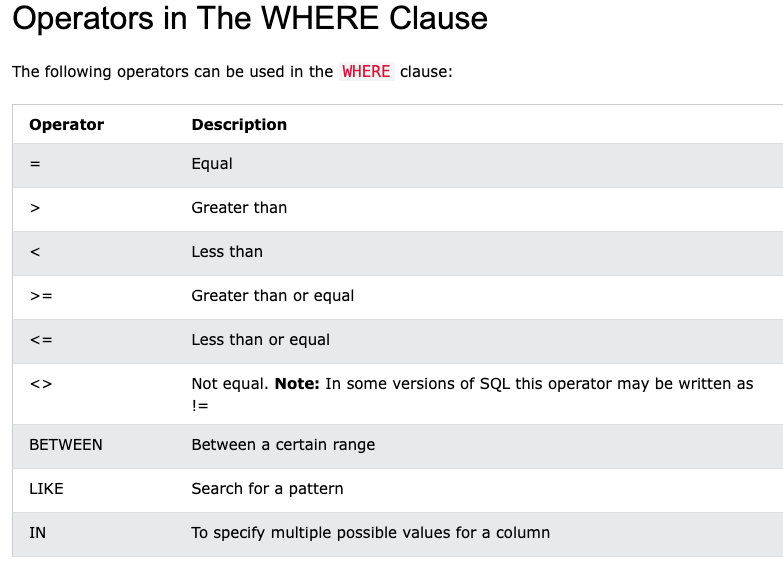 Operators in The WHERE Clause
The following operators can be used in the WHERE clause:
Operator Description
= Equal
> Greater than
< Less than
>= Greater than or equal
<= Less than or equal
<> Not equal. Note: In some versions of SQL this operator may be written as
!=
BETWEEN Between a certain range
LIKE Search for a pattern
IN To specify multiple possible values for a column